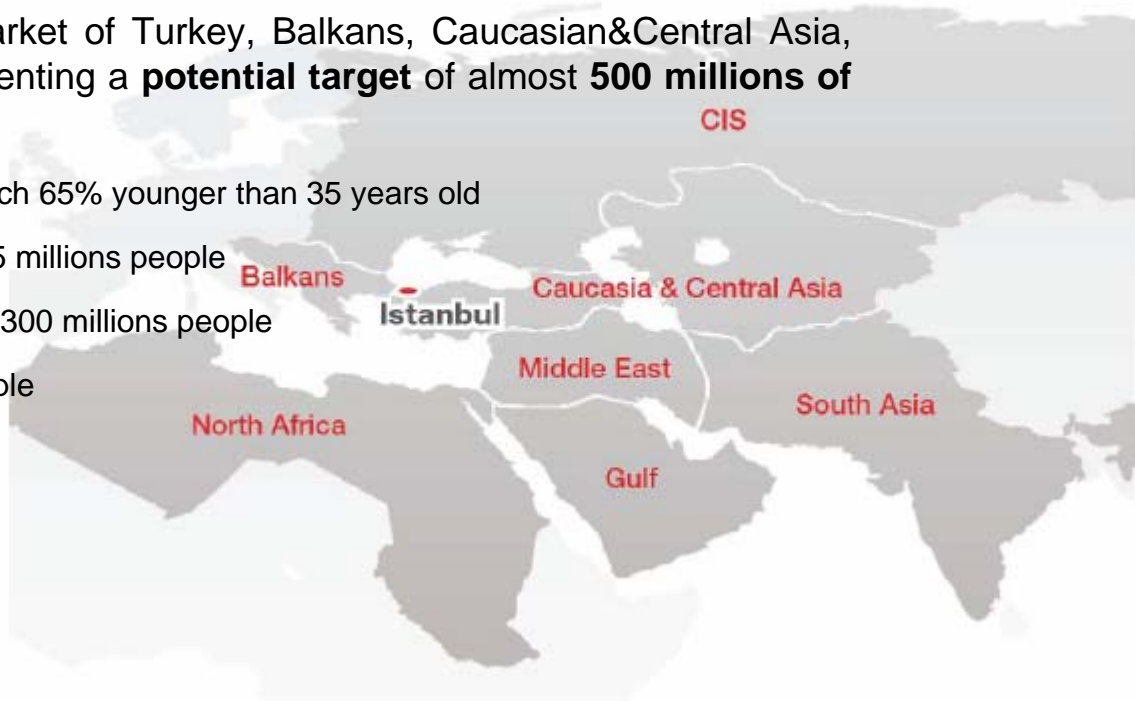 arket of Turkey, Balkans, Caucasian&Central Asia,
enting a potential target of almost 500 millions of
CIS
ch 65% younger than 35 years old
5 millions people
Balkans
Caucasia & Central Asia
Istanbul
300 millions people
Middle East
ple
South Asia
North Africa
Gulf